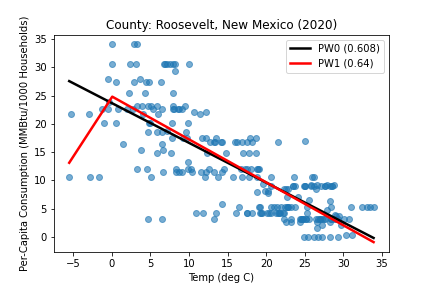 County: Roosevelt, New Mexico (2020)
Per-Capita Consumption (MMBtu/1000 Households)
35
30
25
20
15
10
5
0
PW0 (0.608)
PW1 (0.64)
−5 0 5 10 15 20 25 30 35
Temp (deg C)